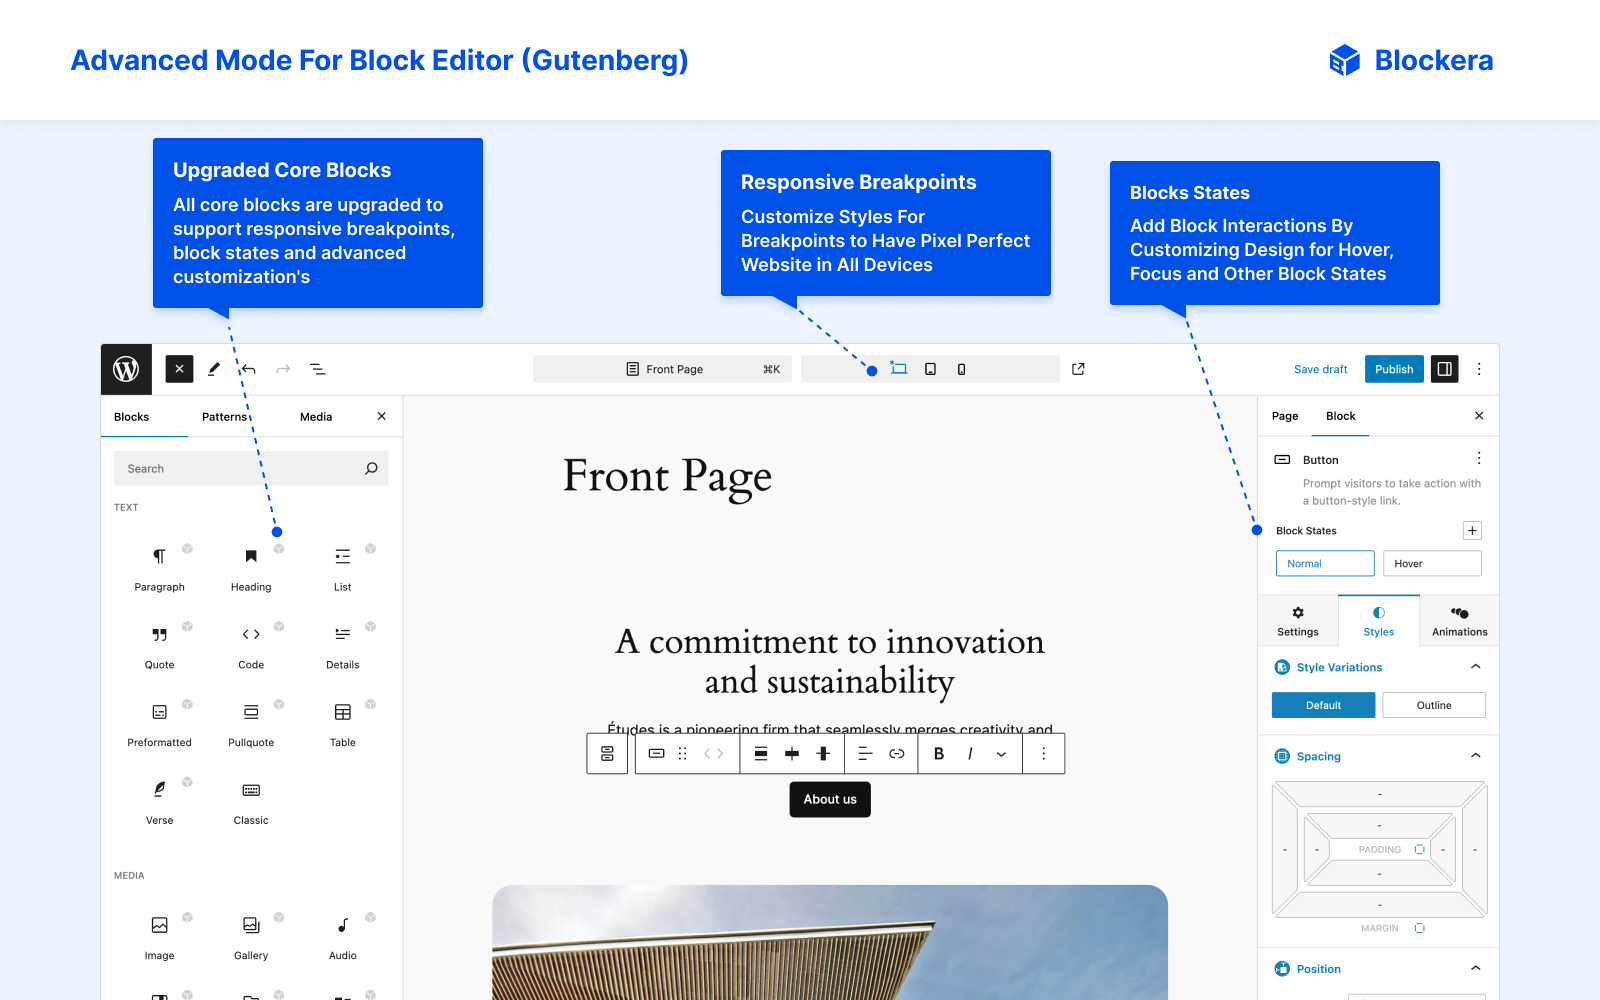 Advanced Mode For Block Editor (Gutenberg)
Blockera
Upgraded Core Blocks
All core blocks are upgraded to
support responsive breakpoints,
block states and advanced
customization's
Responsive Breakpoints
Customize Styles For
Breakpoints to Have Pixel Perfect
Website in All Devices
Blocks States
Add Block Interactions By
Customizing Design for Hover,
Focus and Other Block States
Front Page ⌘K
Save draft Publish
Blocks Patterns Media
Search
TEXT
Paragraph Heading List
Quote Code Details
Preformatted Pullquote Table
Verse Classic
MEDIA
Image Gallery Audio
Front Page
A commitment to innovation
and sustainability
Études is a pioneering firm that seamlessly merges creativity and
B I
About us
Page Block
Button
Prompt visitors to take action with
a button-style link.
Block States
Normal Hover
Settings Styles Animations
Style Variations
Default Outline
Spacing
-
-
- - PADDING - -
-
-
MARGIN
Position